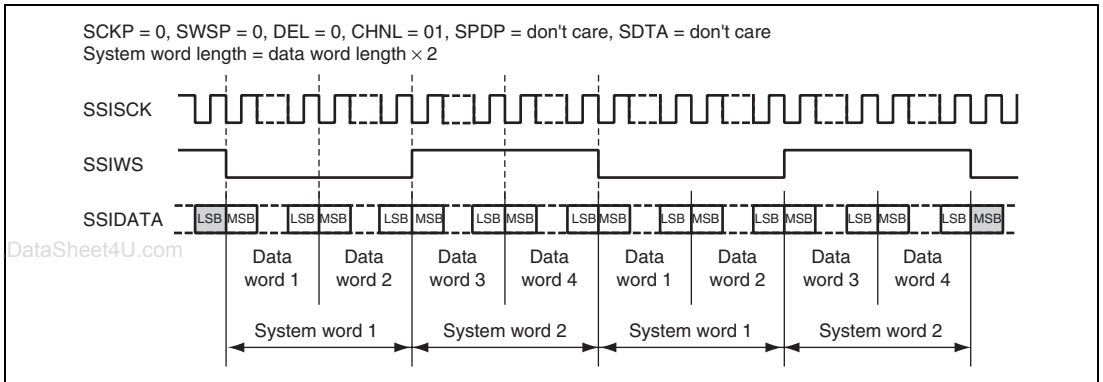 SCKP = 0, SWSP = 0, DEL = 0, CHNL = 01, SPDP = don't care, SDTA = don't care
System word length = data word length × 2
SSISCK
SSIWS
SSIDATA
LSB MSB LSB MSB LSB MSB LSB MSB LSB MSB LSB MSB LSB MSB LSB MSB LSB MSB
DataSheet4U.com
Data word 1 Data word 2 Data word 3 Data word 4 Data word 1 Data word 2 Data word 3 Data word 4
System word 1 System word 2 System word 1 System word 2